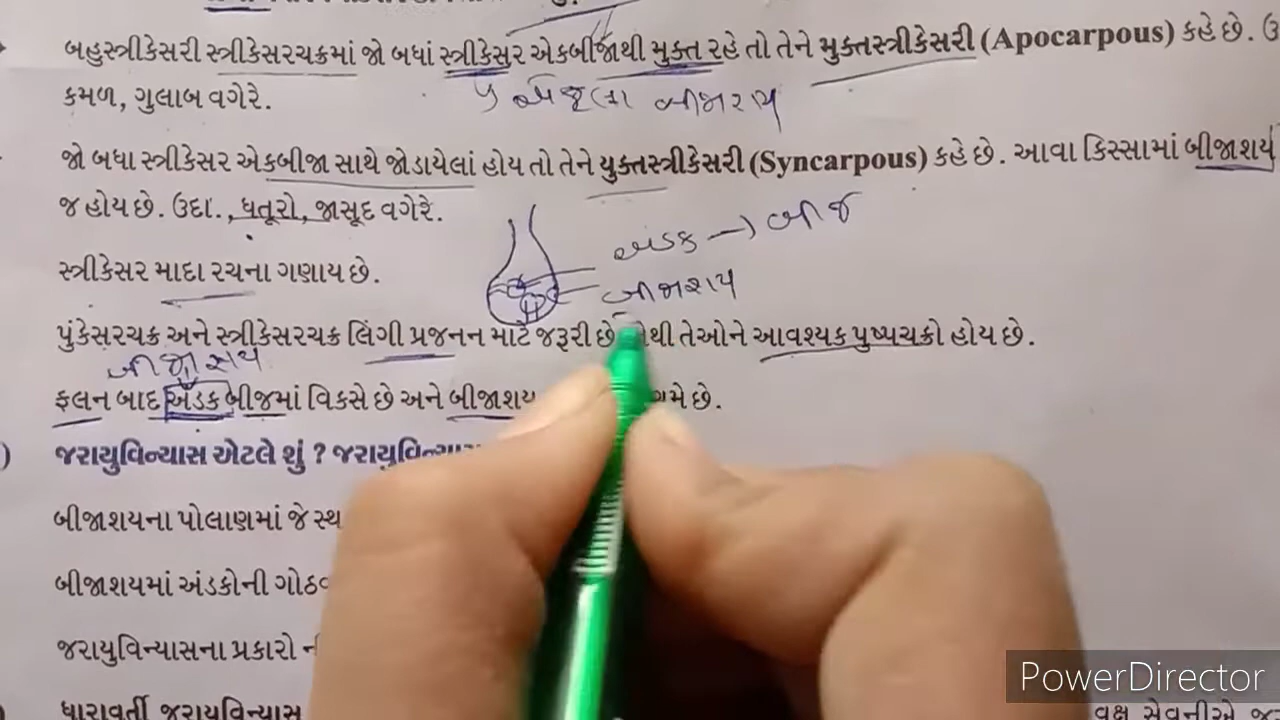 બહુસ્ત્રીકેસરી સ્ત્રીકેસરચક્રમાં જો બધાં સ્ત્રીકેસર એકબીજાથી મુક્ત રહે તો તેને મુક્તસ્ત્રીકેસરી (Apocarpous) કહે છે. ઉ
કમળ, ગુલાબ વગેરે.
બીજાશય
જો બધા સ્ત્રીકેસર એકબીજા સાથે જોડાયેલાં હોય તો તેને યુક્તસ્ત્રીકેસરી (Syncarpous) કહે છે. આવા કિસ્સામાં બીજાશય
જ હોય છે. ઉદા., ધતૂરો, જાસૂદ વગેરે.
અંડક → બીજ
સ્ત્રીકેસર માદા રચના ગણાય છે.
બીજાશય
પુંકેસરચક્ર અને સ્ત્રીકેસરચક્ર લિંગી પ્રજનન માટે જરૂરી છે તેઓને આવશ્યક પુષ્પચક્રો હોય છે.
બીજાશય
ફલન બાદ અંડક બીજમાં વિકસે છે અને બીજાશય છે.
જરાયુવિન્યાસ એટલે શું ?
બીજાશયના પોલાણમાં જે
બીજાશયમાં અંડકોની
જરાયુવિન્યાસના પ્રકારો
ધારાવર્તી જરાયુવિન્યાસ
PowerDirector